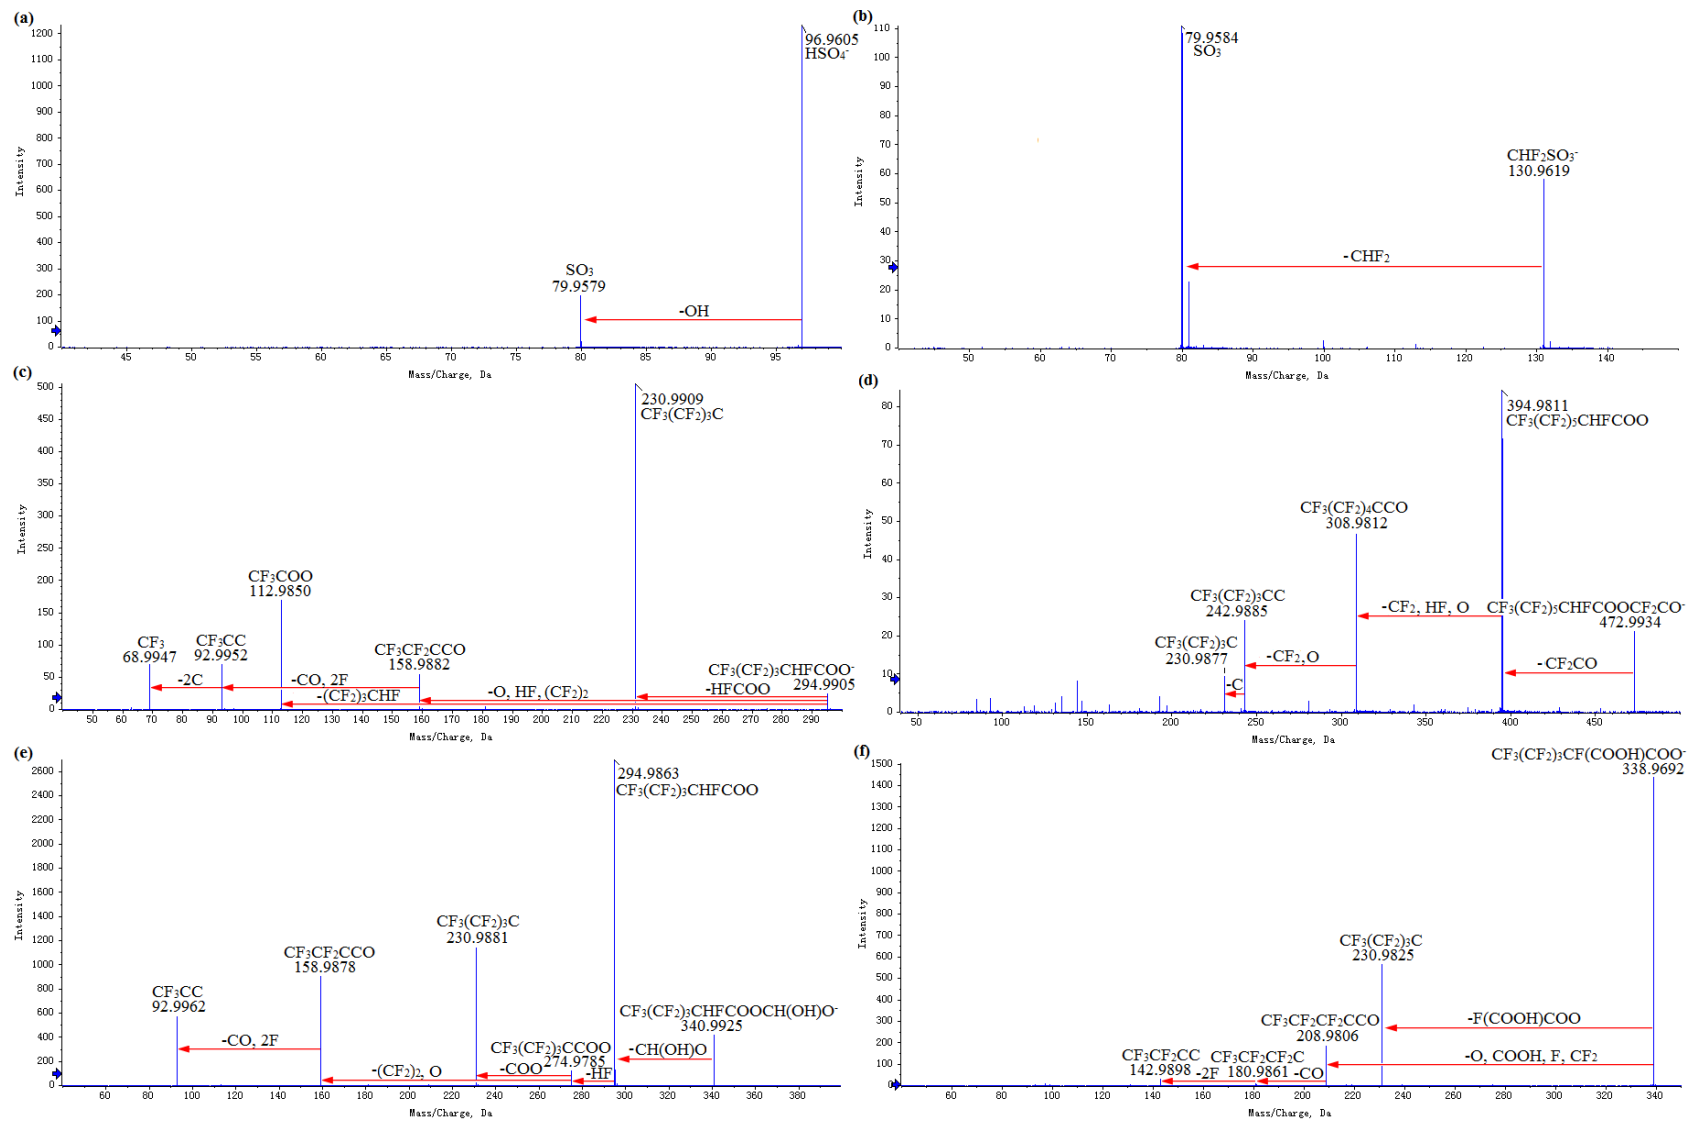 (a)
1200
1100
1000
900
800
700
600
500
400
300
200
100
0
Intensity
96.9605
HSO₄⁻
SO₃
79.9579
-OH
45
50
55
60
65
70
75
80
85
90
95
Mass/Charge, Da
(b)
110
100
90
80
70
60
50
40
30
20
10
0
Intensity
79.9584
SO₃
CHF₂SO₃⁻
130.9619
-CHF₂
50
60
70
80
90
100
110
120
130
140
Mass/Charge, Da
(c)
500
450
400
350
300
250
200
150
100
50
0
Intensity
230.9909
CF₃(CF₂)₃C
CF₃COO
112.9850
CF₃
68.9947
CF₃CC
92.9952
CF₃CF₂CCO
158.9882
CF₃(CF₂)₃CHFCOO⁻
294.9905
-2C
-CO, 2F
-(CF₂)₃CHF
-O, HF, (CF₂)₂
-HFCOO
50
60
70
80
90
100
110
120
130
140
150
160
170
180
190
200
210
220
230
240
250
260
270
280
290
Mass/Charge, Da
(d)
80
70
60
50
40
30
20
10
0
Intensity
394.9811
CF₃(CF₂)₅CHFCOO
CF₃(CF₂)₄CCO
308.9812
CF₃(CF₂)₃CC
242.9885
CF₃(CF₂)₃C
230.9877
CF₃(CF₂)₅CHFCOOCF₂CO⁻
472.9934
-CF₂, HF, O
-CF₂,O
-C
-CF₂CO
50
100
150
200
250
300
350
400
450
Mass/Charge, Da
(e)
2600
2400
2200
2000
1800
1600
1400
1200
1000
800
600
400
200
0
Intensity
294.9863
CF₃(CF₂)₃CHFCOO
CF₃(CF₂)₃C
230.9881
CF₃CF₂CCO
158.9878
CF₃CC
92.9962
CF₃(CF₂)₃CHFCOOCH(OH)O⁻
340.9925
CF₃(CF₂)₃CCOO
274.9785
-CO, 2F
-(CF₂)₂, O
-COO
-HF
-CH(OH)O
60
80
100
120
140
160
180
200
220
240
260
280
300
320
340
360
380
Mass/Charge, Da
(f)
1500
1400
1300
1200
1100
1000
900
800
700
600
500
400
300
200
100
0
Intensity
CF₃(CF₂)₃CF(COOH)COO⁻
338.9692
CF₃(CF₂)₃C
230.9825
-F(COOH)COO
CF₃CF₂CF₂CCO
208.9806
CF₃CF₂CC
142.9898
CF₃CF₂CF₂C
180.9861
-O, COOH, F, CF₂
-2F
-CO
60
80
100
120
140
160
180
200
220
240
260
280
300
320
340
Mass/Charge, Da